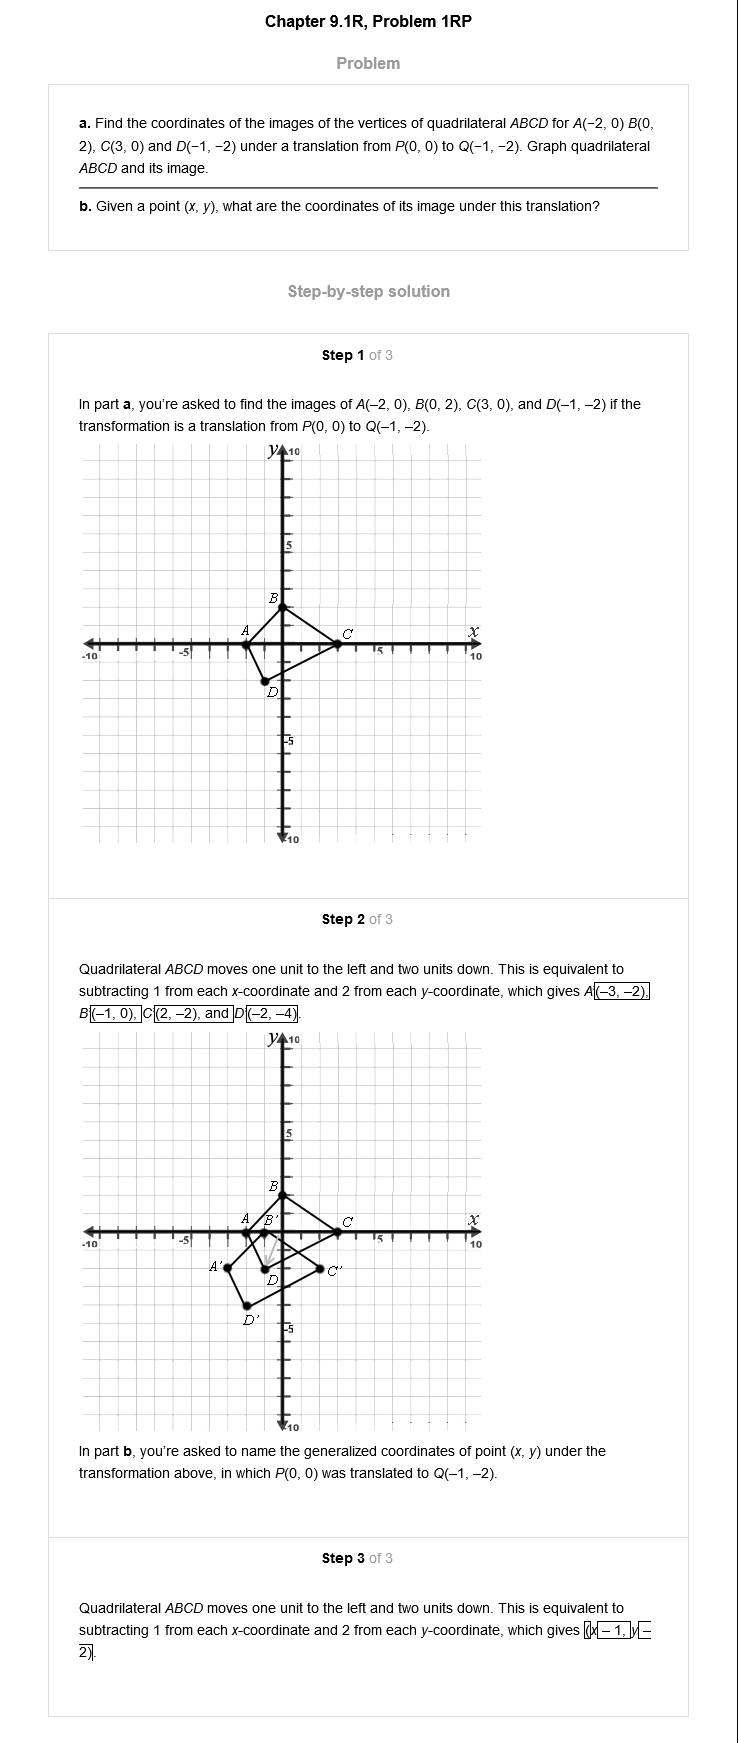 Chapter 9.1R, Problem 1RP
Problem
a. Find the coordinates of the images of the vertices of quadrilateral ABCD for A(−2, 0) B(0,
2), C(3, 0) and D(−1, −2) under a translation from P(0, 0) to Q(−1, −2). Graph quadrilateral
ABCD and its image.
b. Given a point (x, y), what are the coordinates of its image under this translation?
Step-by-step solution
Step 1 of 3
In part a, you're asked to find the images of A(–2, 0), B(0, 2), C(3, 0), and D(–1, –2) if the
transformation is a translation from P(0, 0) to Q(–1, –2).
y 10
5
B
A C x
-10 -5 5 10
D
-5
-10
Step 2 of 3
Quadrilateral ABCD moves one unit to the left and two units down. This is equivalent to
subtracting 1 from each x-coordinate and 2 from each y-coordinate, which gives A'(–3, –2),
B'(–1, 0), C'(2, –2), and D'(–2, –4).
y 10
5
B
A B' C x
-10 -5 5 10
A' D C'
D'
-5
-10
In part b, you're asked to name the generalized coordinates of point (x, y) under the
transformation above, in which P(0, 0) was translated to Q(–1, –2).
Step 3 of 3
Quadrilateral ABCD moves one unit to the left and two units down. This is equivalent to
subtracting 1 from each x-coordinate and 2 from each y-coordinate, which gives (x – 1, y –
2).